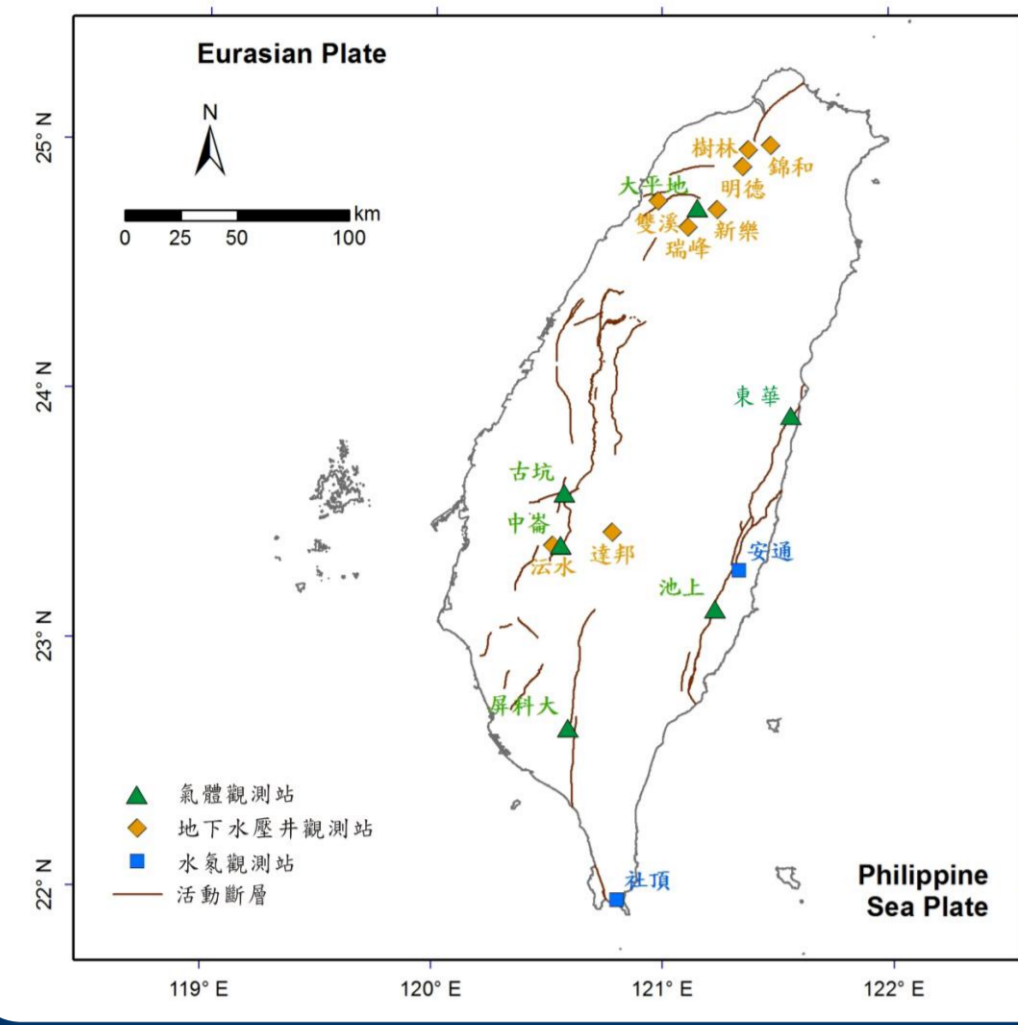 Eurasian Plate
N
km
0 25 50 100
25° N
24° N
23° N
22° N
樹林
錦和
明德
大平地
雙溪
新樂
瑞峰
東華
古坑
中崙
沄水
達邦
安通
池上
屏科大
社頂
氣體觀測站
地下水壓井觀測站
水氡觀測站
活動斷層
Philippine
Sea Plate
119° E
120° E
121° E
122° E